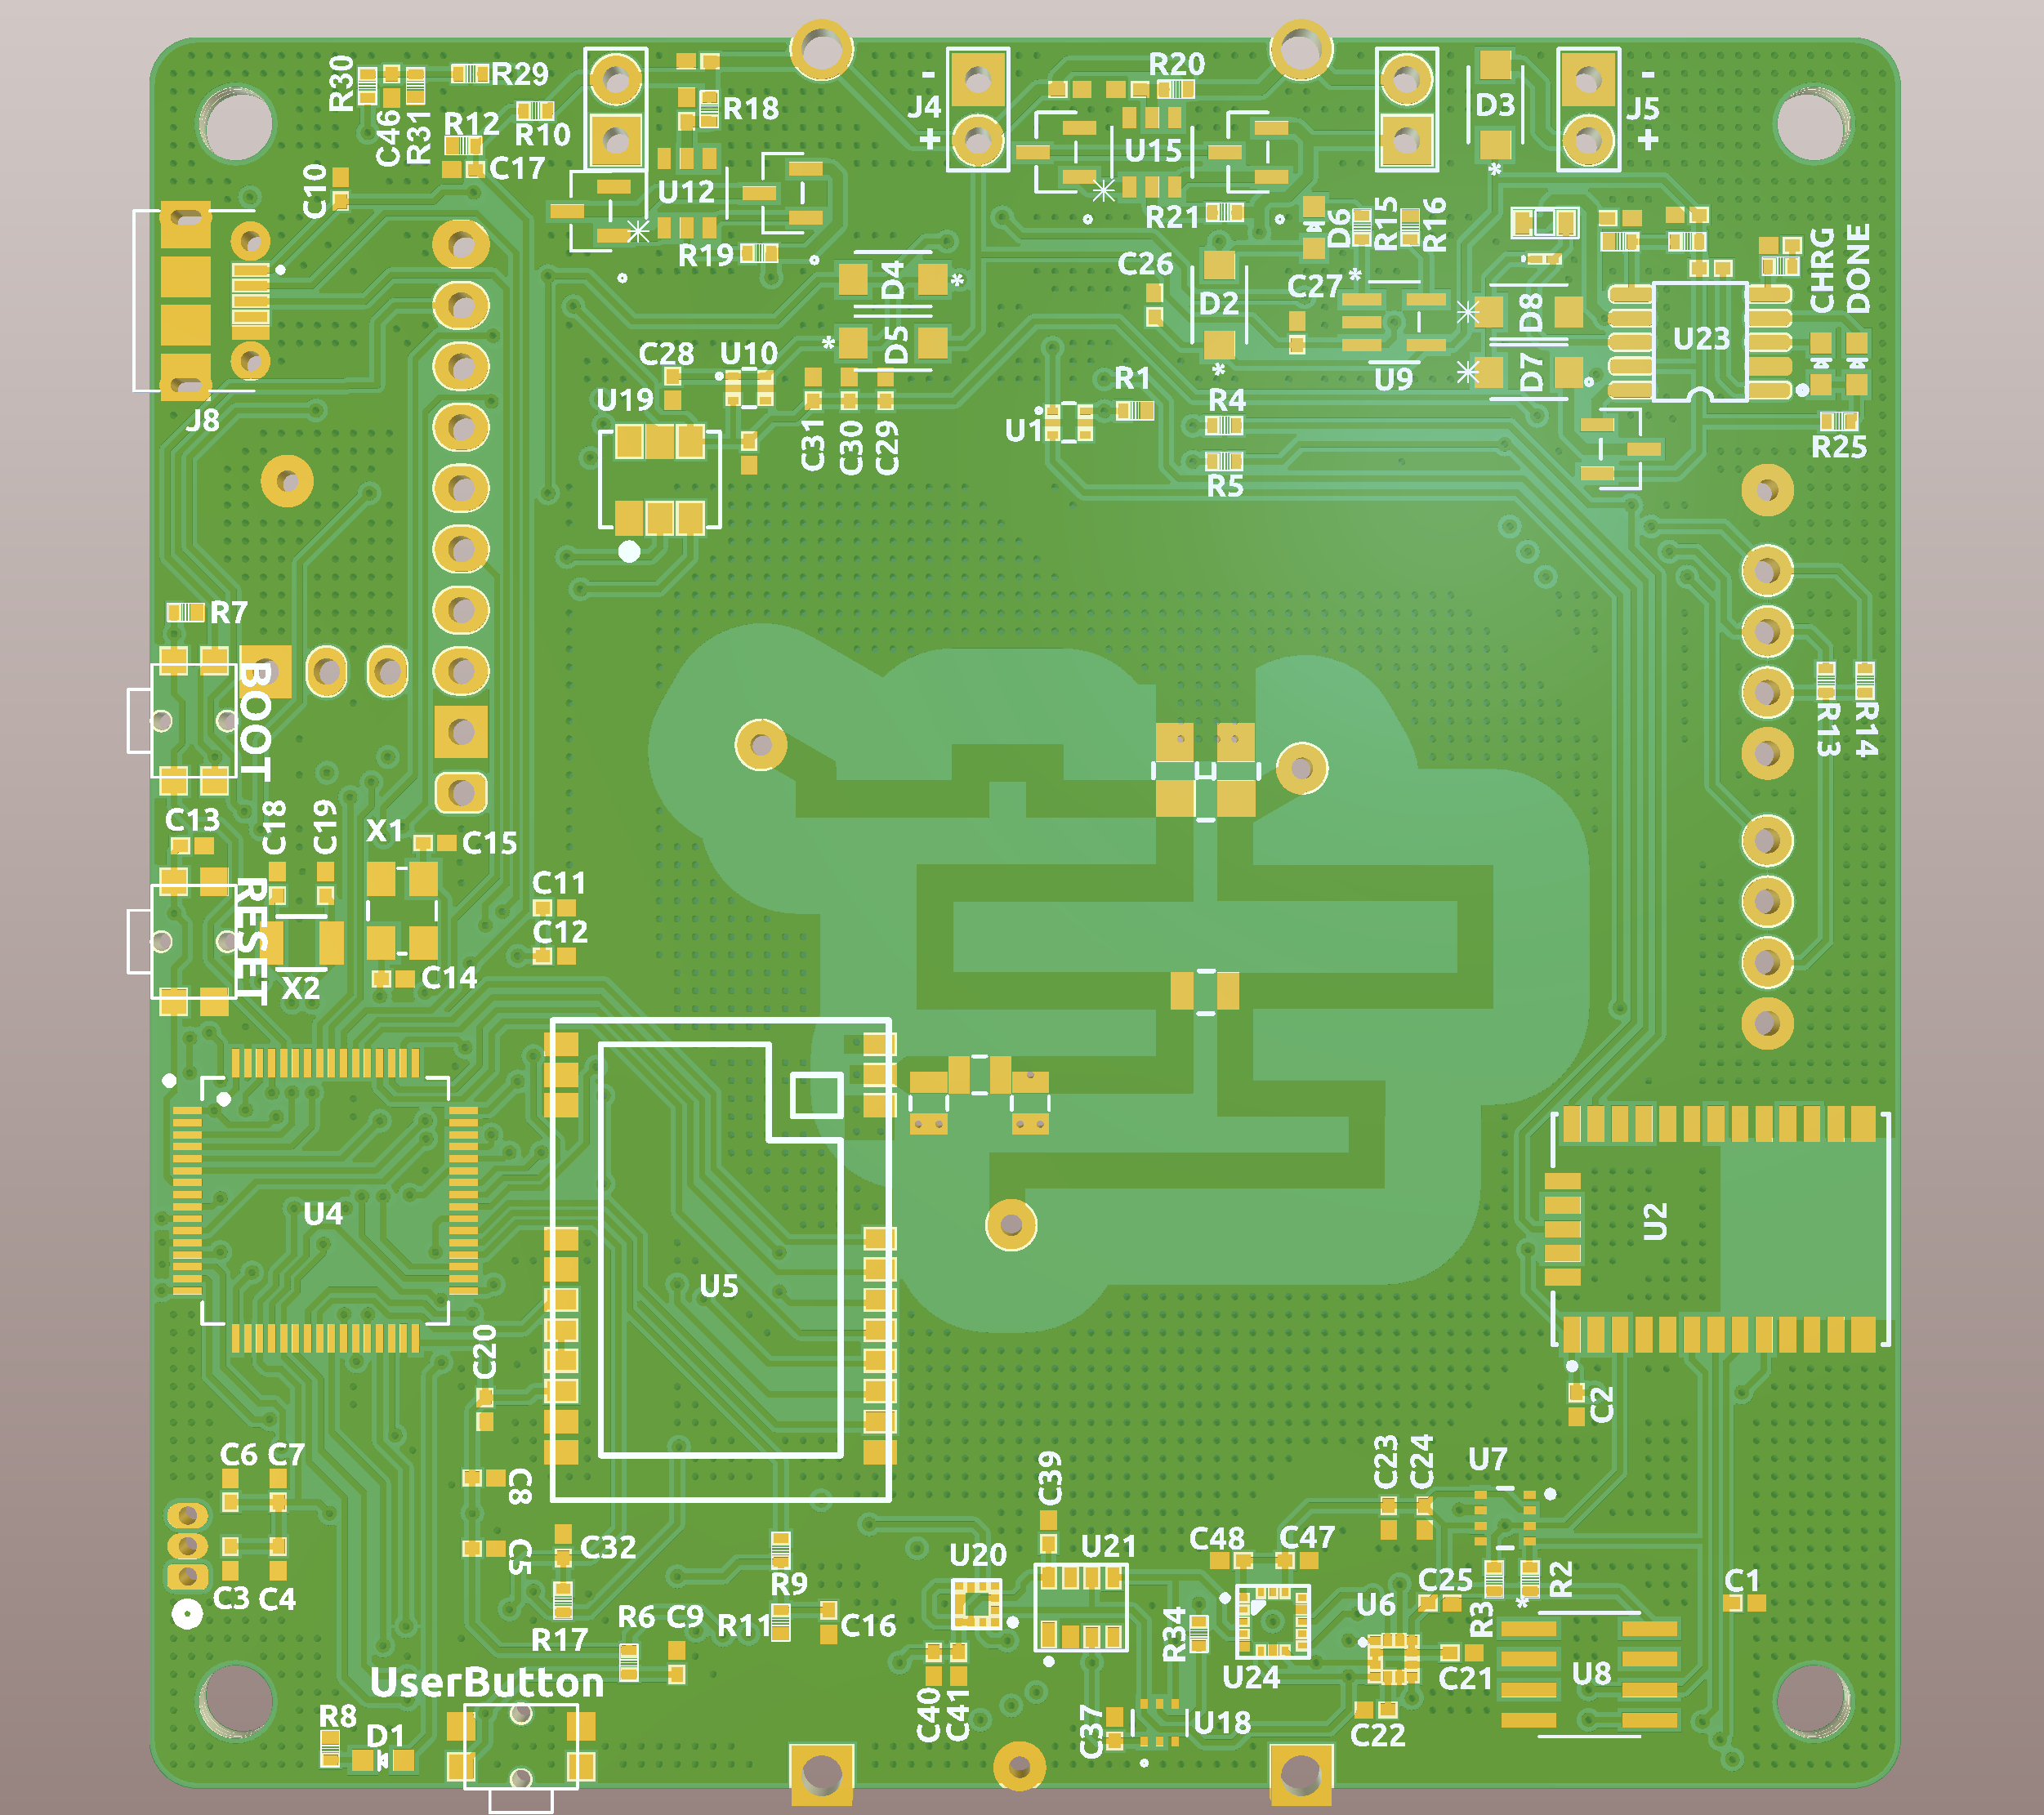 R30
C46
R31
R29
R12
R10
C17
C10
R18
U12
R19
-
J4
+
R20
U15
R21
D3
*
-
J5
+
D6
R15
R16
CHRG
DONE
D4
*
D5
*
C26
D2
*
C27
*
U9
D8
D7
U23
R25
J8
C28
U10
U19
C31
C30
C29
U1
R1
R4
R5
R7
BOOT
R13
R14
C13
C18
C19
X1
C15
RESET
X2
C14
C11
C12
U4
U5
U2
C20
C2
C6
C7
C8
C5
C3
C4
C32
R17
R9
R11
C16
R6
C9
UserButton
R8
D1
C39
U20
U21
C40
C41
C37
U18
C48
C47
R34
U24
C23
C24
U7
R3
R2
C25
U6
C21
C22
*
U8
C1